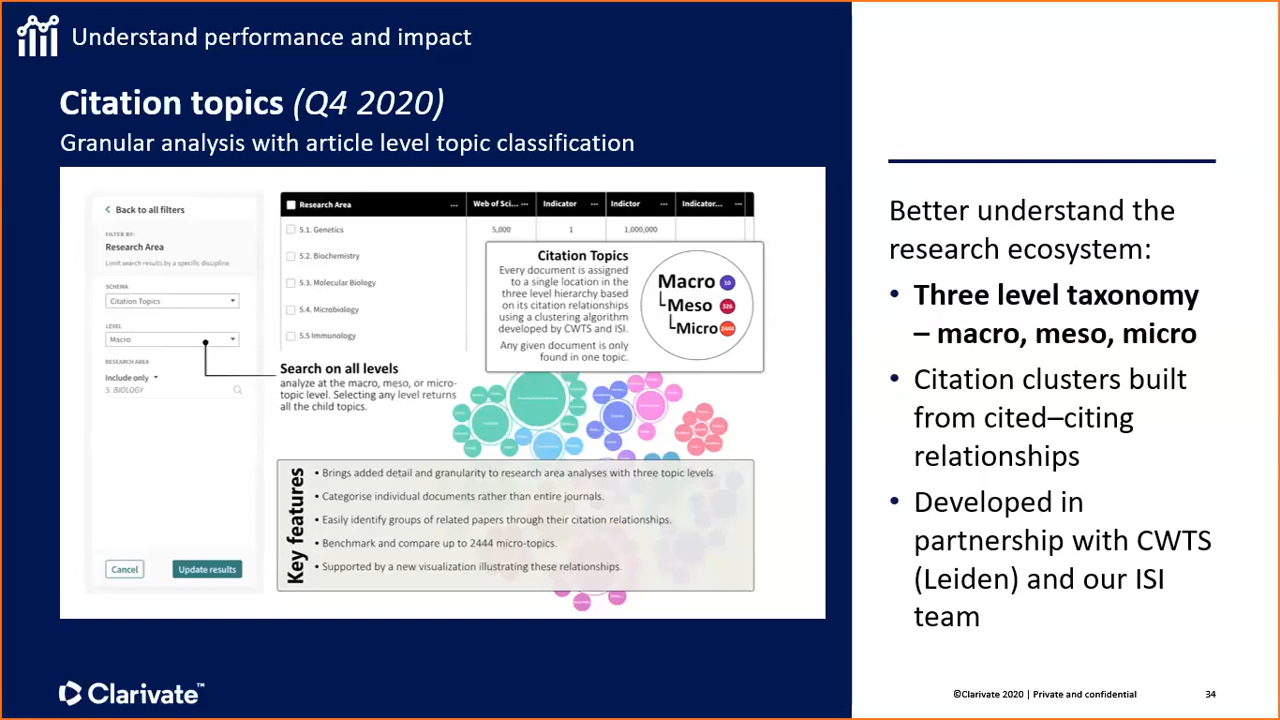 Understand performance and impact
Citation topics (Q4 2020)
Granular analysis with article level topic classification
Back to all filters
FILTER BY:
Research Area
Limit search results by a specific discipline
SCHEMA
Citation Topics
LEVEL
Macro
RESEARCH AREA
Include only
5. BIOLOGY
Cancel
Update results
Research Area ... Web of Sci... ... Indicator ... Indictor ... Indicator... ...
5.1. Genetics 5,000 1 1,000,000
5.2. Biochemistry
5.3. Molecular Biology
5.4. Microbiology
5.5 Immunology
Citation Topics
Every document is assigned
to a single location in the
three level hierarchy based
on its citation relationships
using a clustering algorithm
developed by CWTS and ISI.
Any given document is only
found in one topic.
Macro 10
Meso 326
Micro 2444
Search on all levels
analyze at the macro, meso, or micro-
topic level. Selecting any level returns
all the child topics.
Key features
• Brings added detail and granularity to research area analyses with three topic levels
• Categorise individual documents rather than entire journals.
• Easily identify groups of related papers through their citation relationships.
• Benchmark and compare up to 2444 micro-topics.
• Supported by a new visualization illustrating these relationships.
Better understand the
research ecosystem:
• Three level taxonomy
– macro, meso, micro
• Citation clusters built
from cited–citing
relationships
• Developed in
partnership with CWTS
(Leiden) and our ISI
team
Clarivate™
©Clarivate 2020 | Private and confidential
34